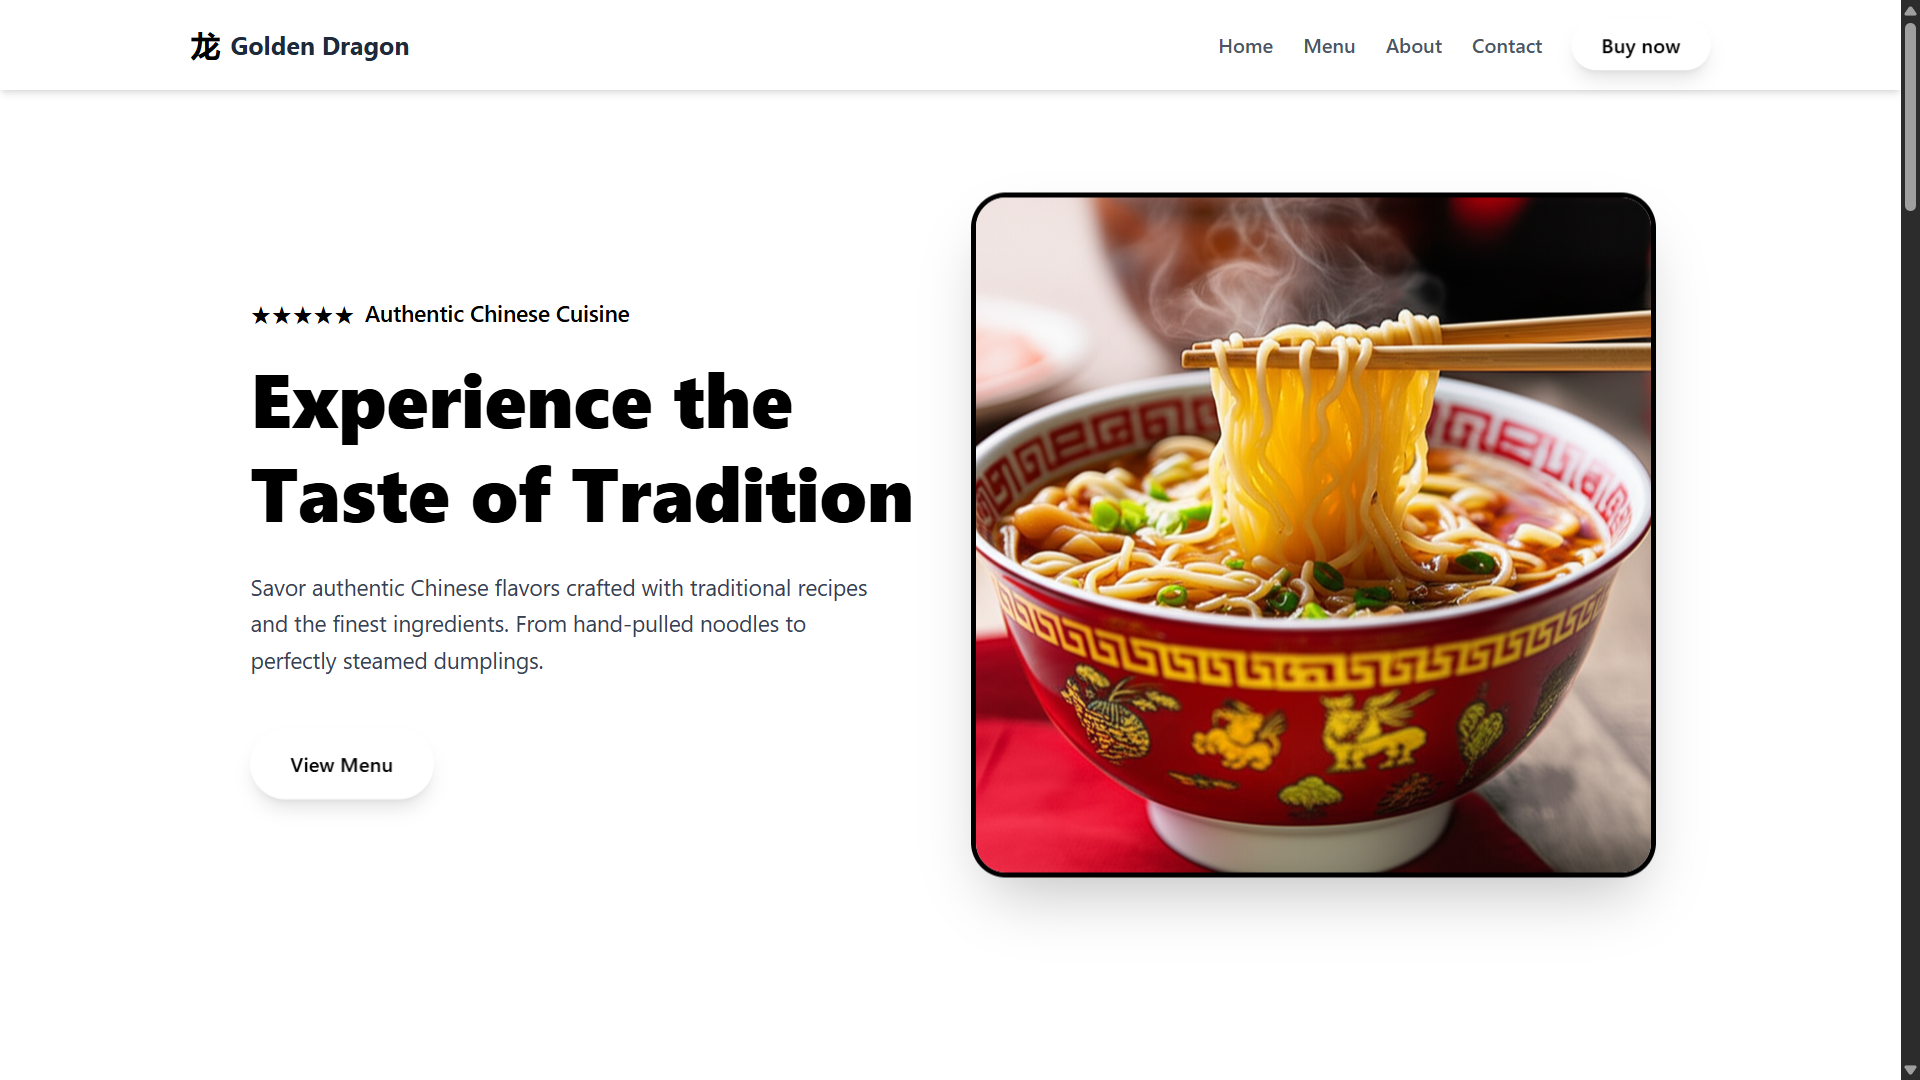 龙 Golden Dragon
Home Menu About Contact Buy now
★★★★★ Authentic Chinese Cuisine
Experience the
Taste of Tradition
Savor authentic Chinese flavors crafted with traditional recipes
and the finest ingredients. From hand-pulled noodles to
perfectly steamed dumplings.
View Menu